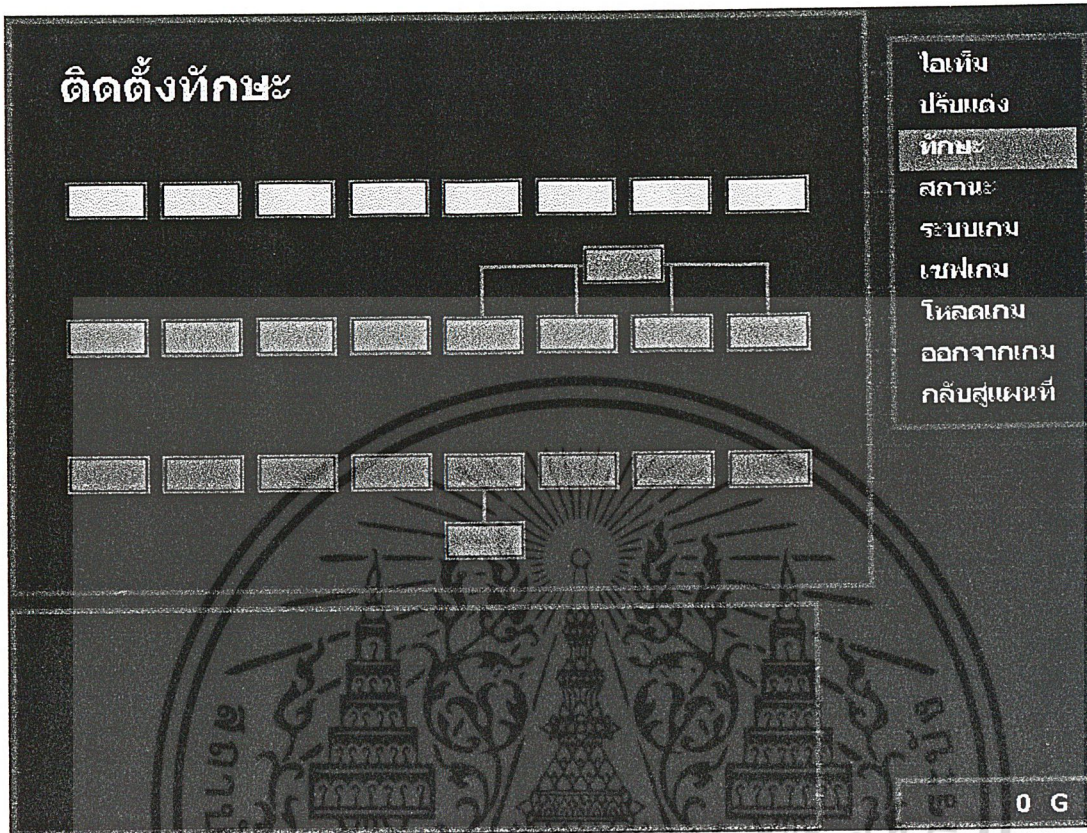 ติดตั้งทักษะ
ไอเท็ม
ปรับแต่ง
ทักษะ
สถานะ
ระบบเกม
เซฟเกม
โหลดเกม
ออกจากเกม
กลับสู่แผนที่
0 G